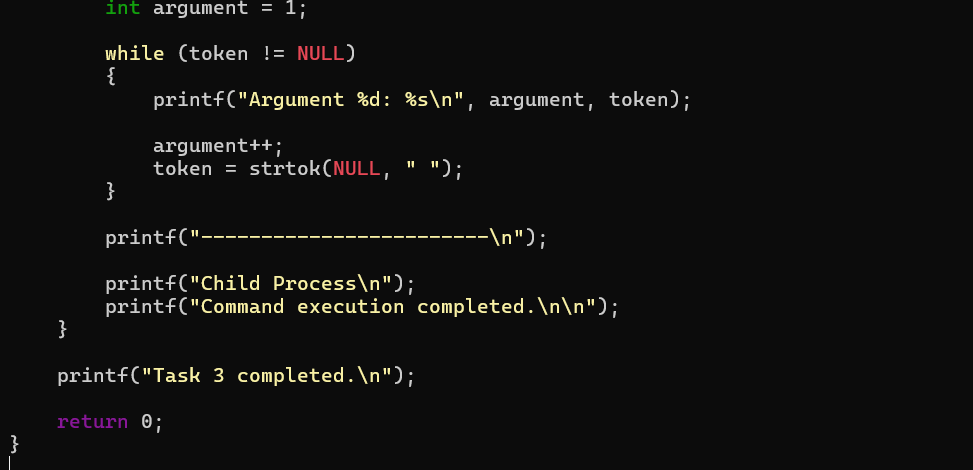 int argument = 1;
while (token != NULL)
{
printf("Argument %d: %s\n", argument, token);
argument++;
token = strtok(NULL, " ");
}
printf("------------------------\n");
printf("Child Process\n");
printf("Command execution completed.\n\n");
}
printf("Task 3 completed.\n");
return 0;
}